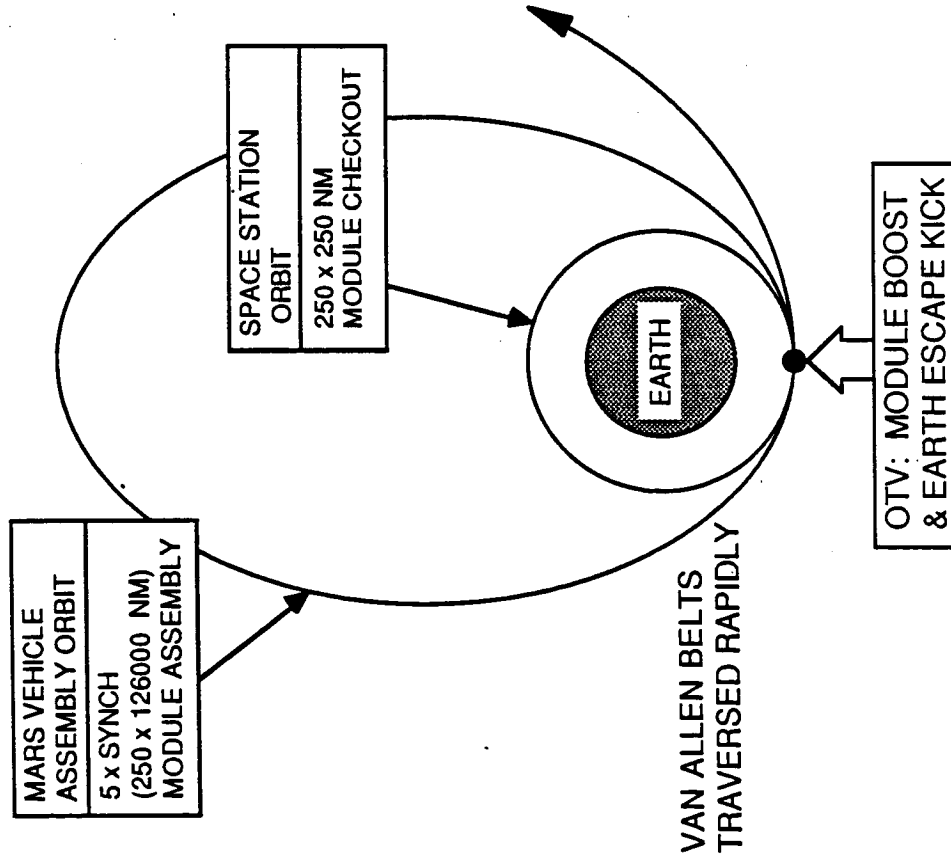 MARS VEHICLE
ASSEMBLY ORBIT
5 x SYNCH
(250 x 126000 NM)
MODULE ASSEMBLY
SPACE STATION
ORBIT
250 x 250 NM
MODULE CHECKOUT
EARTH
VAN ALLEN BELTS
TRAVERSED RAPIDLY
OTV: MODULE BOOST
& EARTH ESCAPE KICK